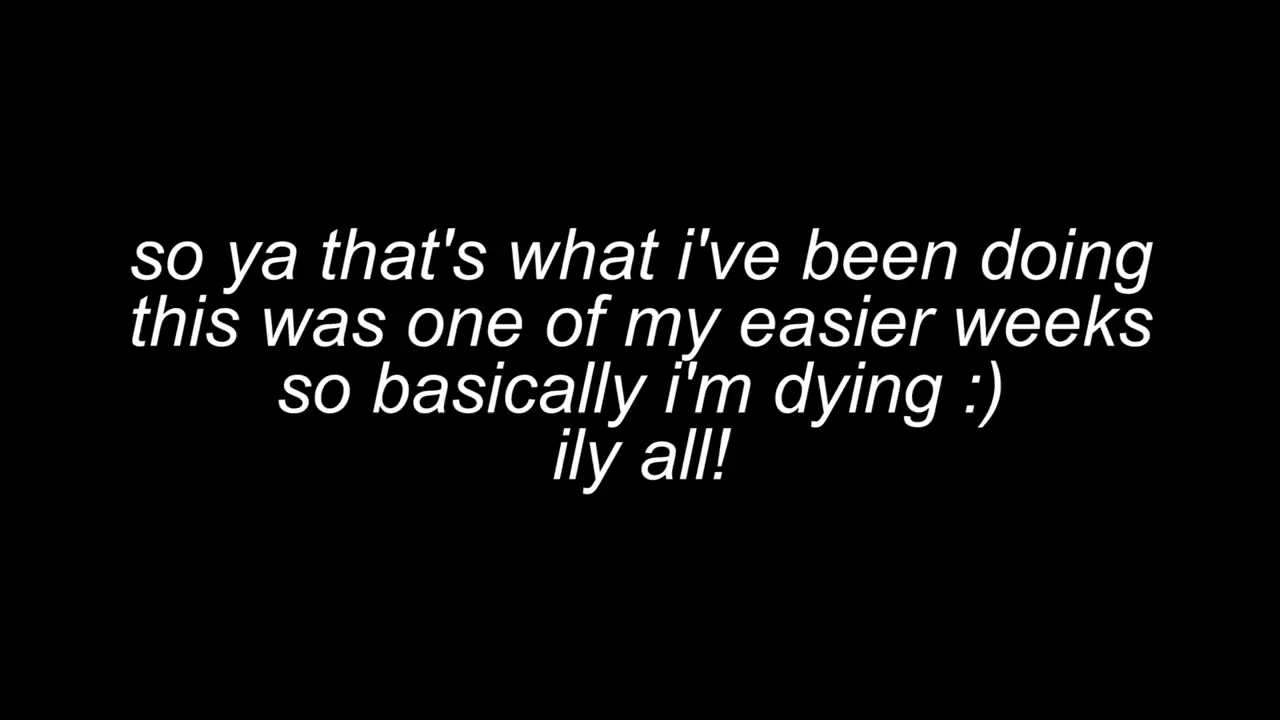 so ya that's what i've been doing
this was one of my easier weeks
so basically i'm dying :)
ily all!